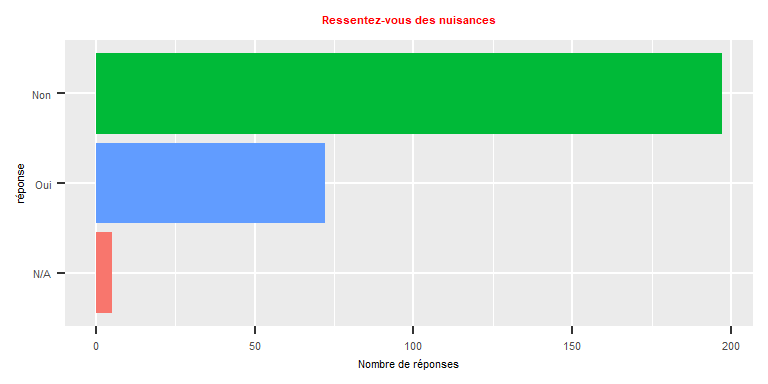 Ressentez-vous des nuisances
Non
Oui
N/A
réponse
0 50 100 150 200
Nombre de réponses